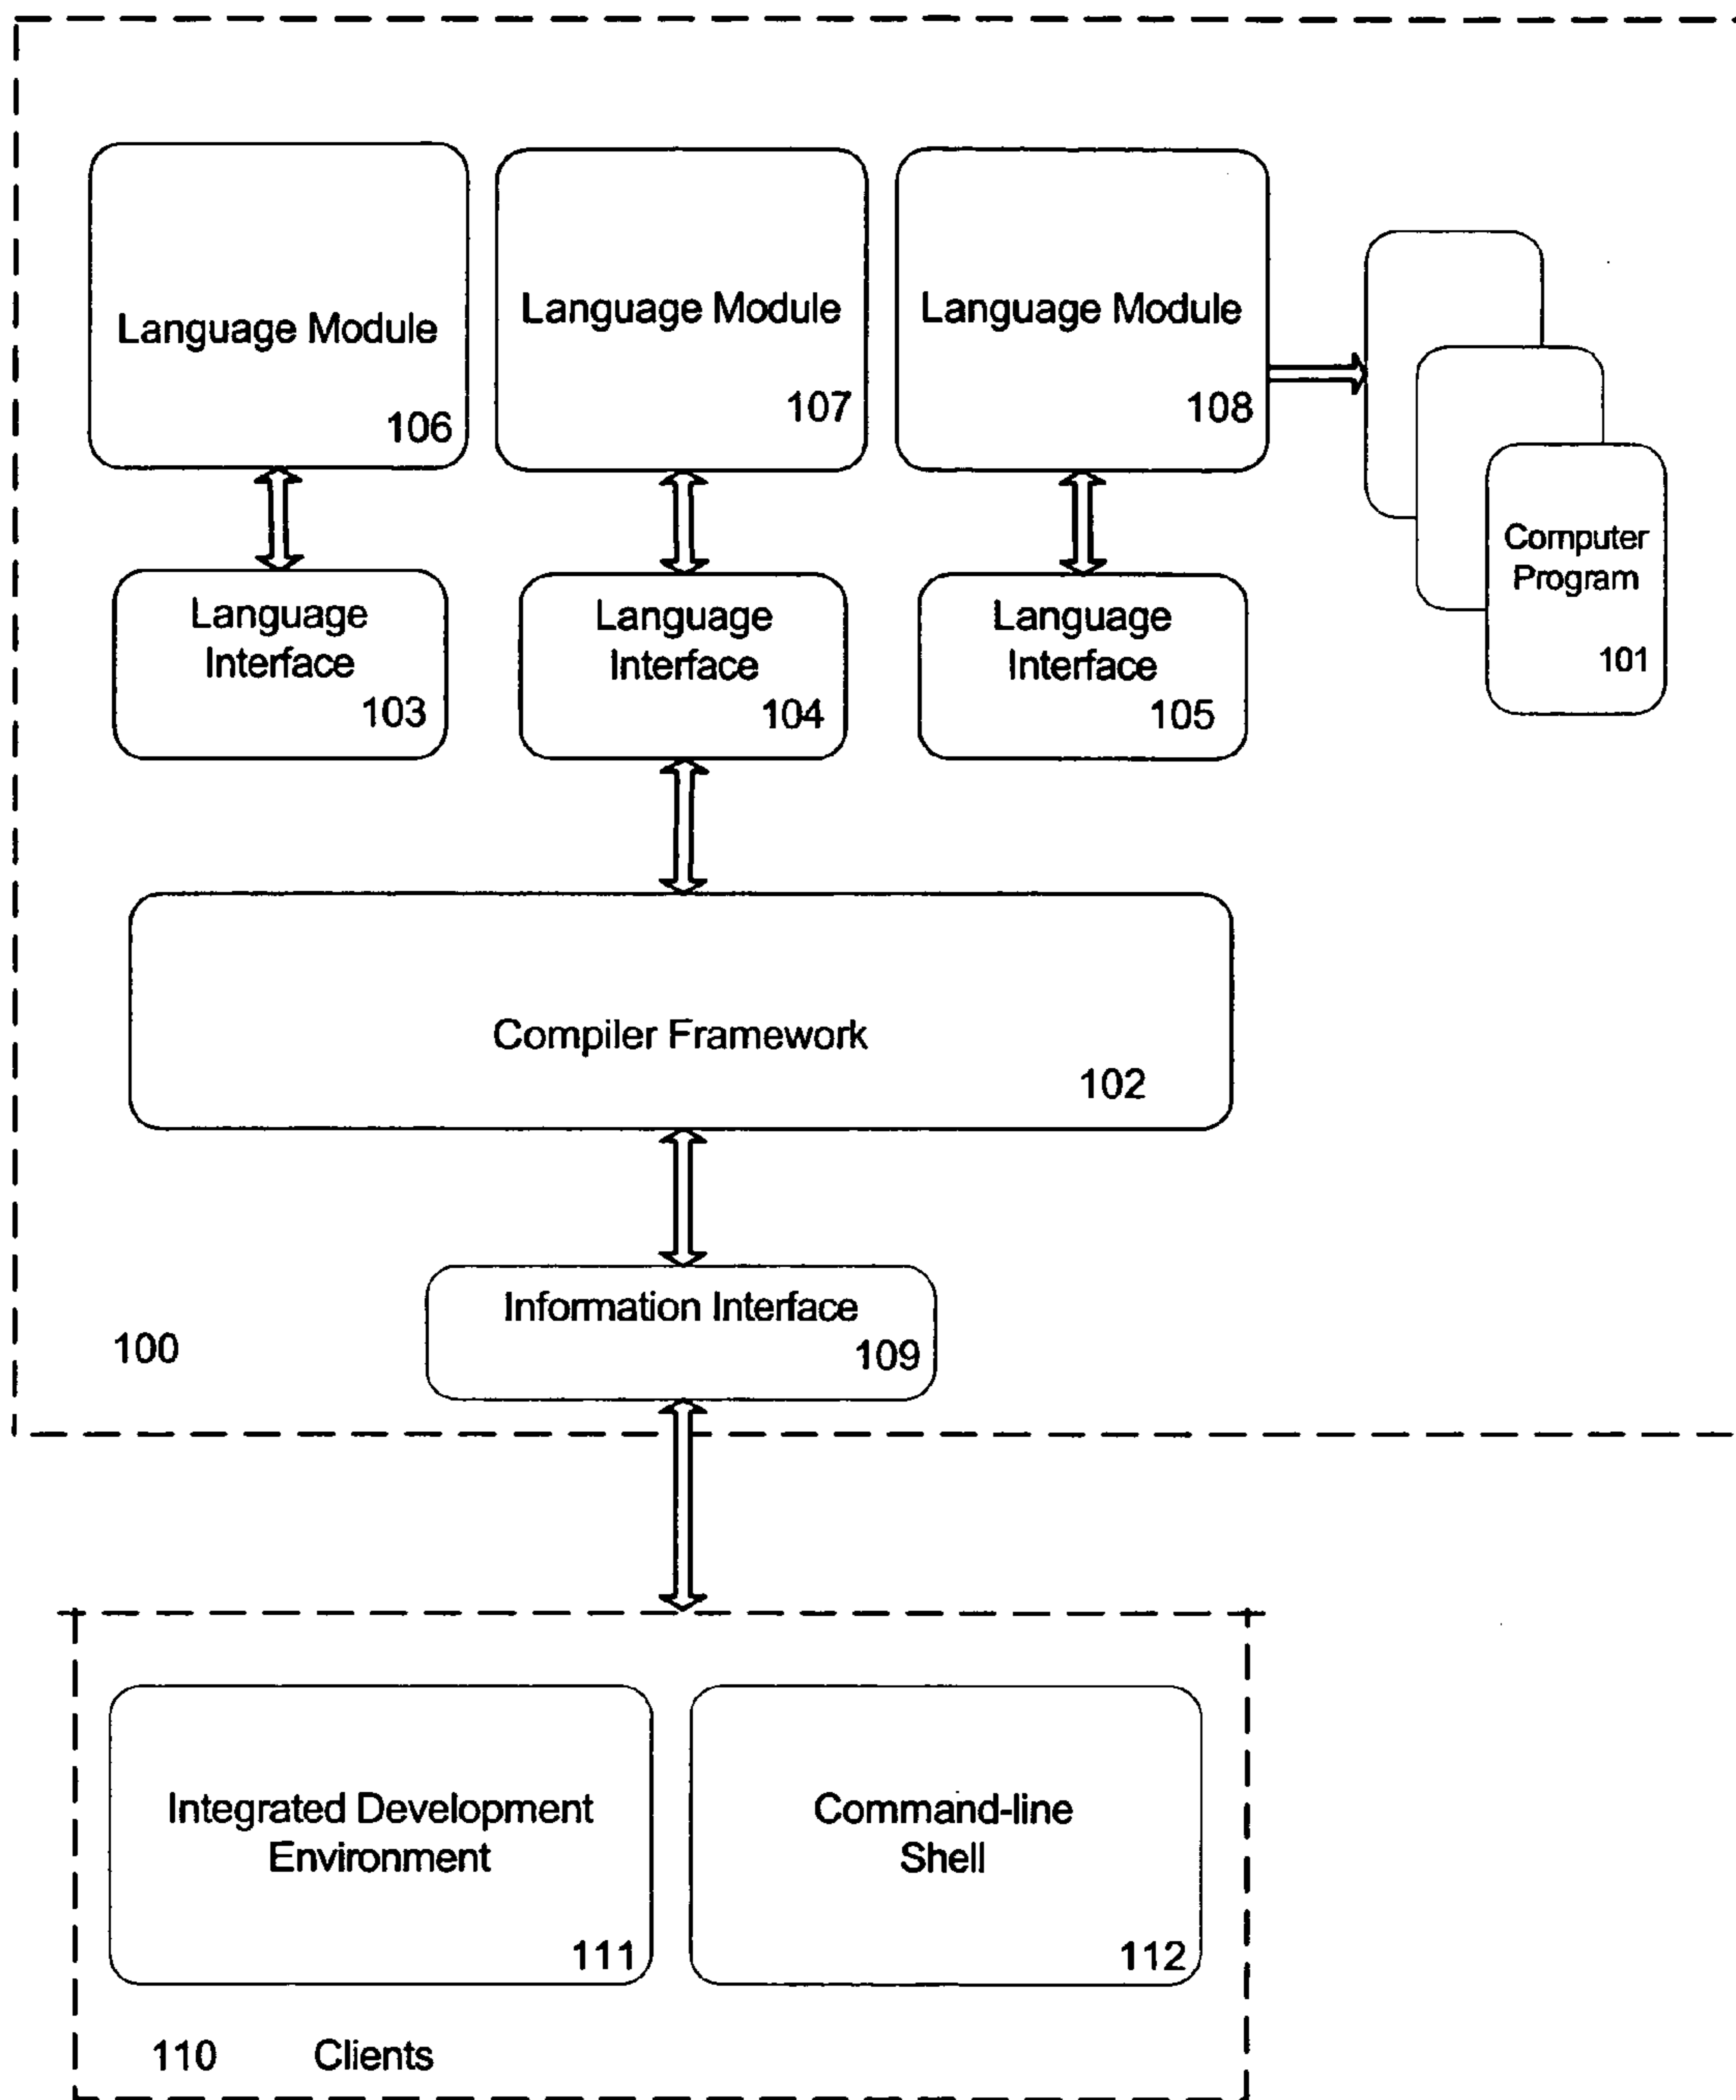 Language Module
106
Language Module
107
Language Module
108
Computer
Program
101
Language
Interface
103
Language
Interface
104
Language
Interface
105
Compiler Framework
102
Information Interface
109
100
Integrated Development
Environment
111
Command-line
Shell
112
110 Clients